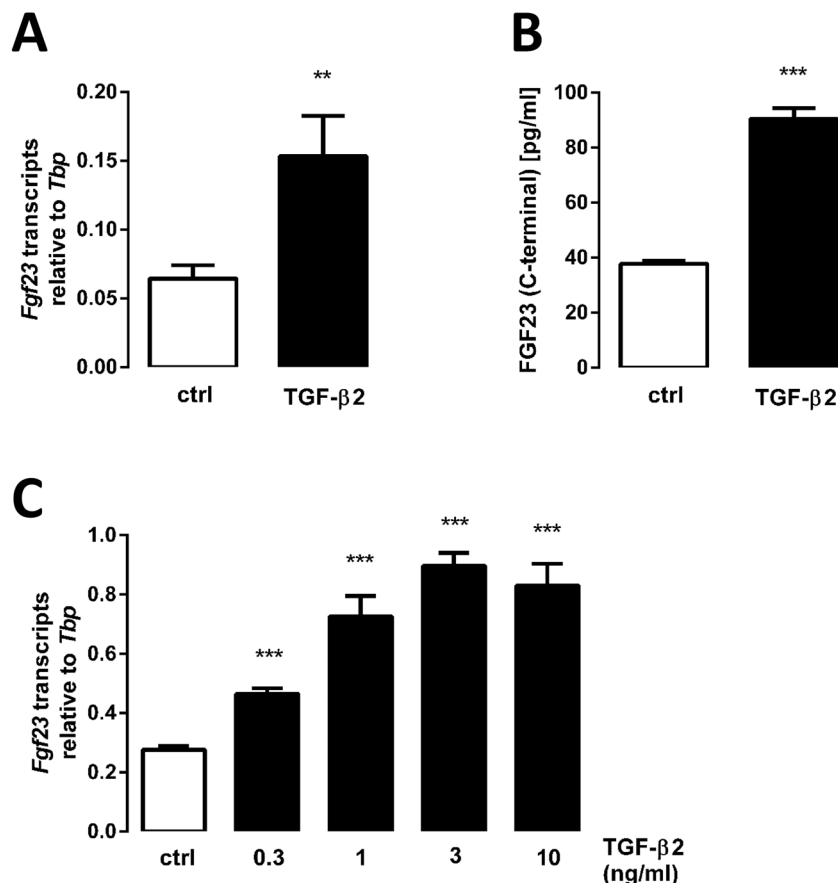 A
**
0.20
0.15
0.10
0.05
0.00
Fgf23 transcripts
relative to Tbp
ctrl
TGF-β2
B
***
100
80
60
40
20
0
FGF23 (C-terminal) [pg/ml]
ctrl
TGF-β2
C
***
***
***
***
1.0
0.8
0.6
0.4
0.2
0.0
Fgf23 transcripts
relative to Tbp
ctrl
0.3
1
3
10
TGF-β2
(ng/ml)